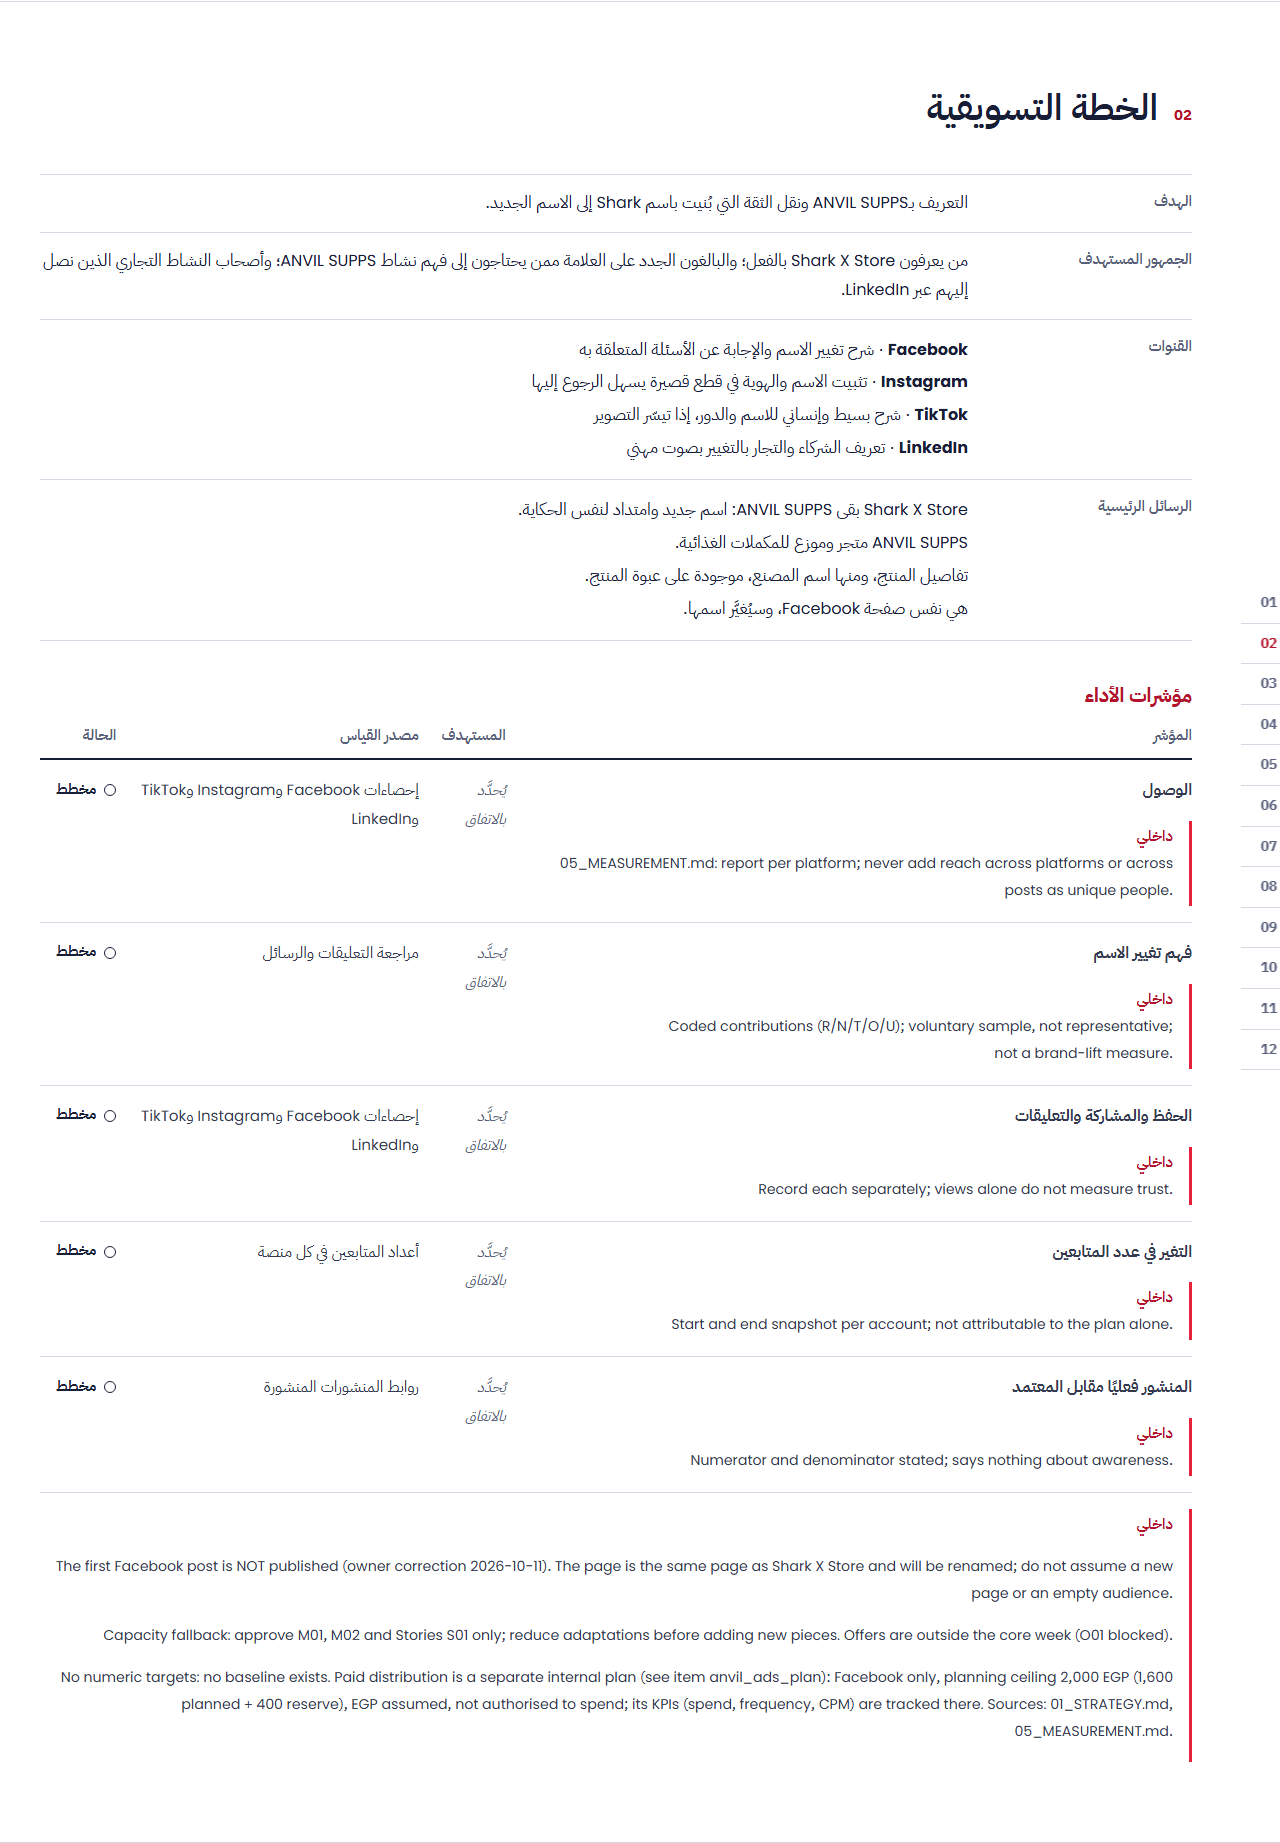 02 الخطة التسويقية
الهدف
التعريف بـANVIL SUPPS ونقل الثقة التي بُنيت باسم Shark إلى الاسم الجديد.
الجمهور المستهدف
من يعرفون Shark X Store بالفعل؛ والبالغون الجدد على العلامة ممن يحتاجون إلى فهم نشاط ANVIL SUPPS؛ وأصحاب النشاط التجاري الذين نصل
إليهم عبر LinkedIn.
القنوات
Facebook · شرح تغيير الاسم والإجابة عن الأسئلة المتعلقة به
Instagram · تثبيت الاسم والهوية في قطع قصيرة يسهل الرجوع إليها
TikTok · شرح بسيط وإنساني للاسم والدور، إذا تيسّر التصوير
LinkedIn · تعريف الشركاء والتجار بالتغيير بصوت مهني
الرسائل الرئيسية
Shark X Store بقى ANVIL SUPPS: اسم جديد وامتداد لنفس الحكاية.
ANVIL SUPPS متجر وموزع للمكملات الغذائية.
تفاصيل المنتج، ومنها اسم المصنع، موجودة على عبوة المنتج.
هي نفس صفحة Facebook، وسيُغيَّر اسمها.
مؤشرات الأداء
المؤشر المستهدف مصدر القياس الحالة
الوصول
يُحدَّد
بالاتفاق
إحصاءات Facebook وInstagram وTikTok
وLinkedIn
مخطط
داخلي
05_MEASUREMENT.md: report per platform; never add reach across platforms or across
posts as unique people.
فهم تغيير الاسم
يُحدَّد
بالاتفاق
مراجعة التعليقات والرسائل
مخطط
داخلي
Coded contributions (R/N/T/O/U); voluntary sample, not representative;
not a brand-lift measure.
الحفظ والمشاركة والتعليقات
يُحدَّد
بالاتفاق
إحصاءات Facebook وInstagram وTikTok
وLinkedIn
مخطط
داخلي
Record each separately; views alone do not measure trust.
التغير في عدد المتابعين
يُحدَّد
بالاتفاق
أعداد المتابعين في كل منصة
مخطط
داخلي
Start and end snapshot per account; not attributable to the plan alone.
المنشور فعليًا مقابل المعتمد
يُحدَّد
بالاتفاق
روابط المنشورات المنشورة
مخطط
داخلي
Numerator and denominator stated; says nothing about awareness.
داخلي
The first Facebook post is NOT published (owner correction 2026-10-11). The page is the same page as Shark X Store and will be renamed; do not assume a new
page or an empty audience.
Capacity fallback: approve M01, M02 and Stories S01 only; reduce adaptations before adding new pieces. Offers are outside the core week (O01 blocked).
No numeric targets: no baseline exists. Paid distribution is a separate internal plan (see item anvil_ads_plan): Facebook only, planning ceiling 2,000 EGP (1,600
planned + 400 reserve), EGP assumed, not authorised to spend; its KPIs (spend, frequency, CPM) are tracked there. Sources: 01_STRATEGY.md,
05_MEASUREMENT.md.
01
02
03
04
05
06
07
08
09
10
11
12